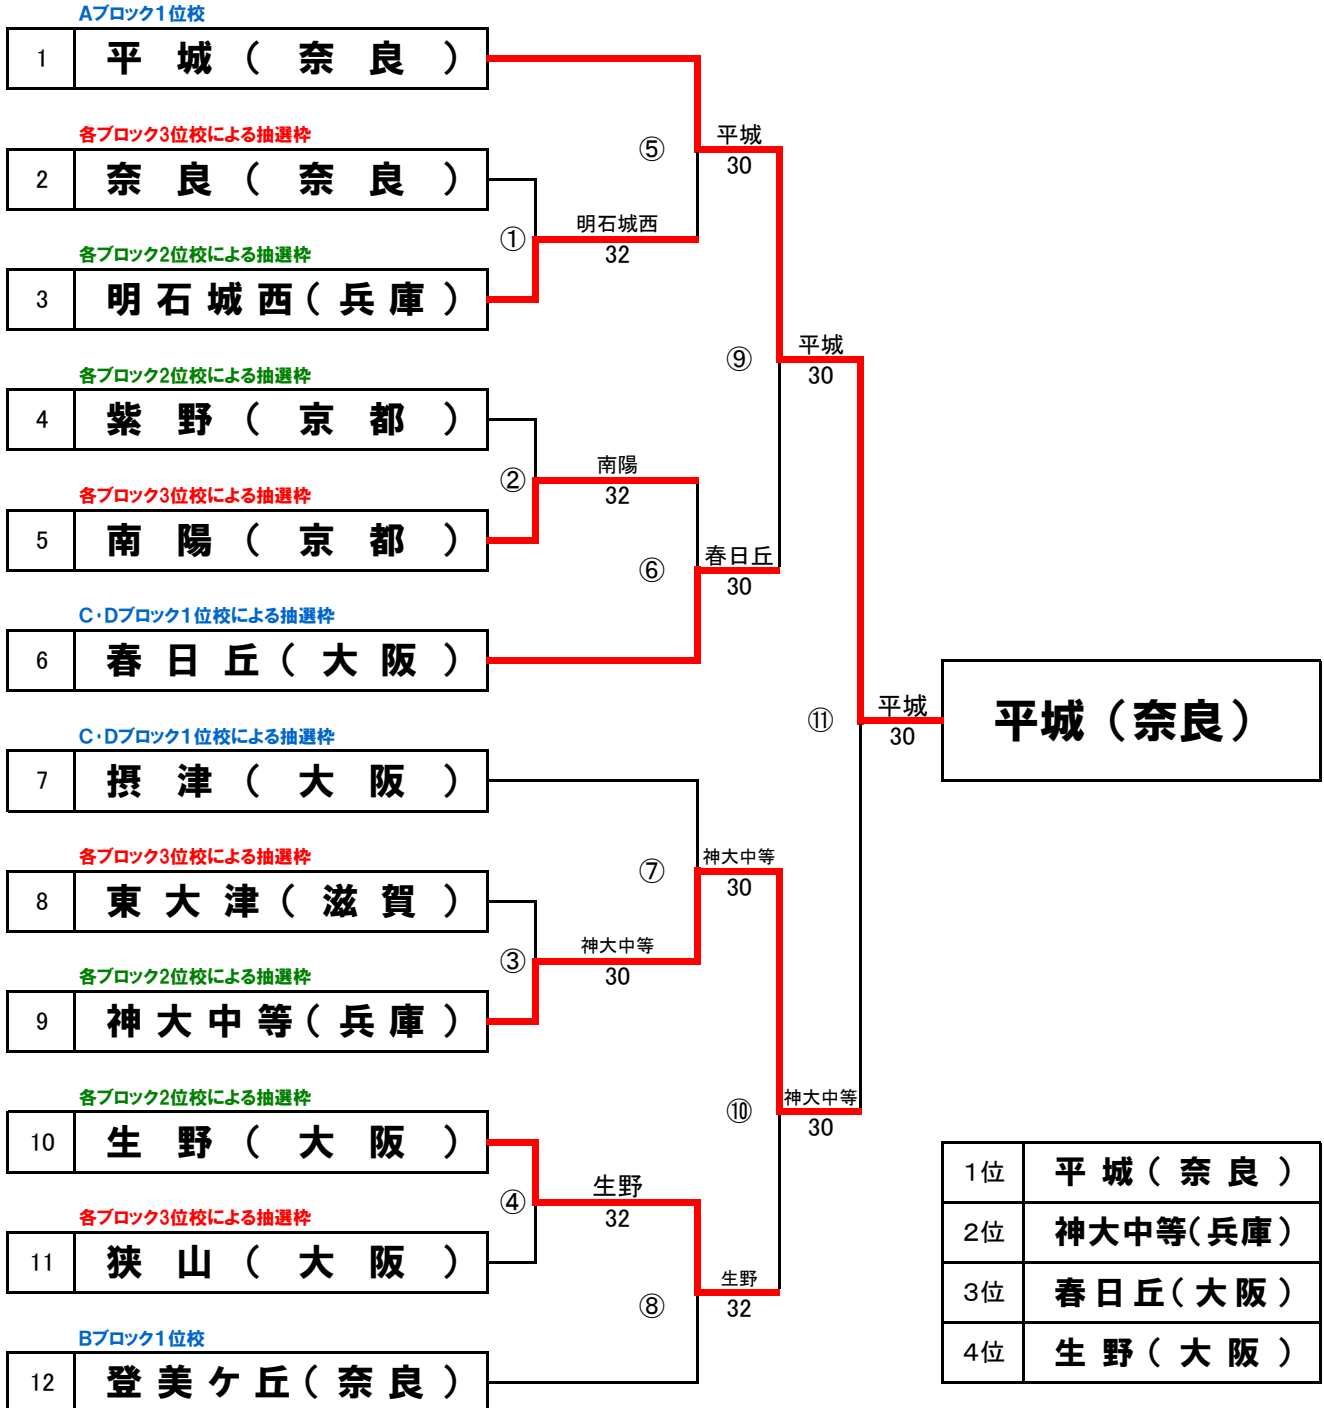 Aブロック1位校
1 平城（奈良）
各ブロック3位校による抽選枠
2 奈良（奈良）
各ブロック2位校による抽選枠
3 明石城西（兵庫）
各ブロック2位校による抽選枠
4 紫野（京都）
各ブロック3位校による抽選枠
5 南陽（京都）
C・Dブロック1位校による抽選枠
6 春日丘（大阪）
C・Dブロック1位校による抽選枠
7 摂津（大阪）
各ブロック3位校による抽選枠
8 東大津（滋賀）
各ブロック2位校による抽選枠
9 神大中等（兵庫）
各ブロック2位校による抽選枠
10 生野（大阪）
各ブロック3位校による抽選枠
11 狭山（大阪）
Bブロック1位校
12 登美ケ丘（奈良）
①
明石城西
32
②
南陽
32
③
神大中等
30
④
生野
32
⑤
平城
30
⑥
春日丘
30
⑦
神大中等
30
⑧
生野
32
⑨
平城
30
⑩
神大中等
30
⑪
平城
30
平城（奈良）
1位 平城（奈良）
2位 神大中等（兵庫）
3位 春日丘（大阪）
4位 生野（大阪）